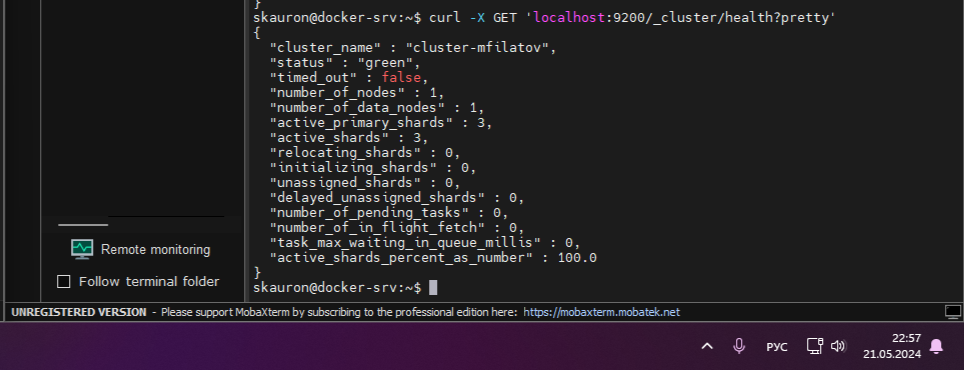 }
skauron@docker-srv:~$ curl -X GET 'localhost:9200/_cluster/health?pretty'
{
  "cluster_name" : "cluster-mfilatov",
  "status" : "green",
  "timed_out" : false,
  "number_of_nodes" : 1,
  "number_of_data_nodes" : 1,
  "active_primary_shards" : 3,
  "active_shards" : 3,
  "relocating_shards" : 0,
  "initializing_shards" : 0,
  "unassigned_shards" : 0,
  "delayed_unassigned_shards" : 0,
  "number_of_pending_tasks" : 0,
  "number_of_in_flight_fetch" : 0,
  "task_max_waiting_in_queue_millis" : 0,
  "active_shards_percent_as_number" : 100.0
}
skauron@docker-srv:~$
Remote monitoring
Follow terminal folder
UNREGISTERED VERSION - Please support MobaXterm by subscribing to the professional edition here: https://mobaxterm.mobatek.net
РУС
22:57
21.05.2024